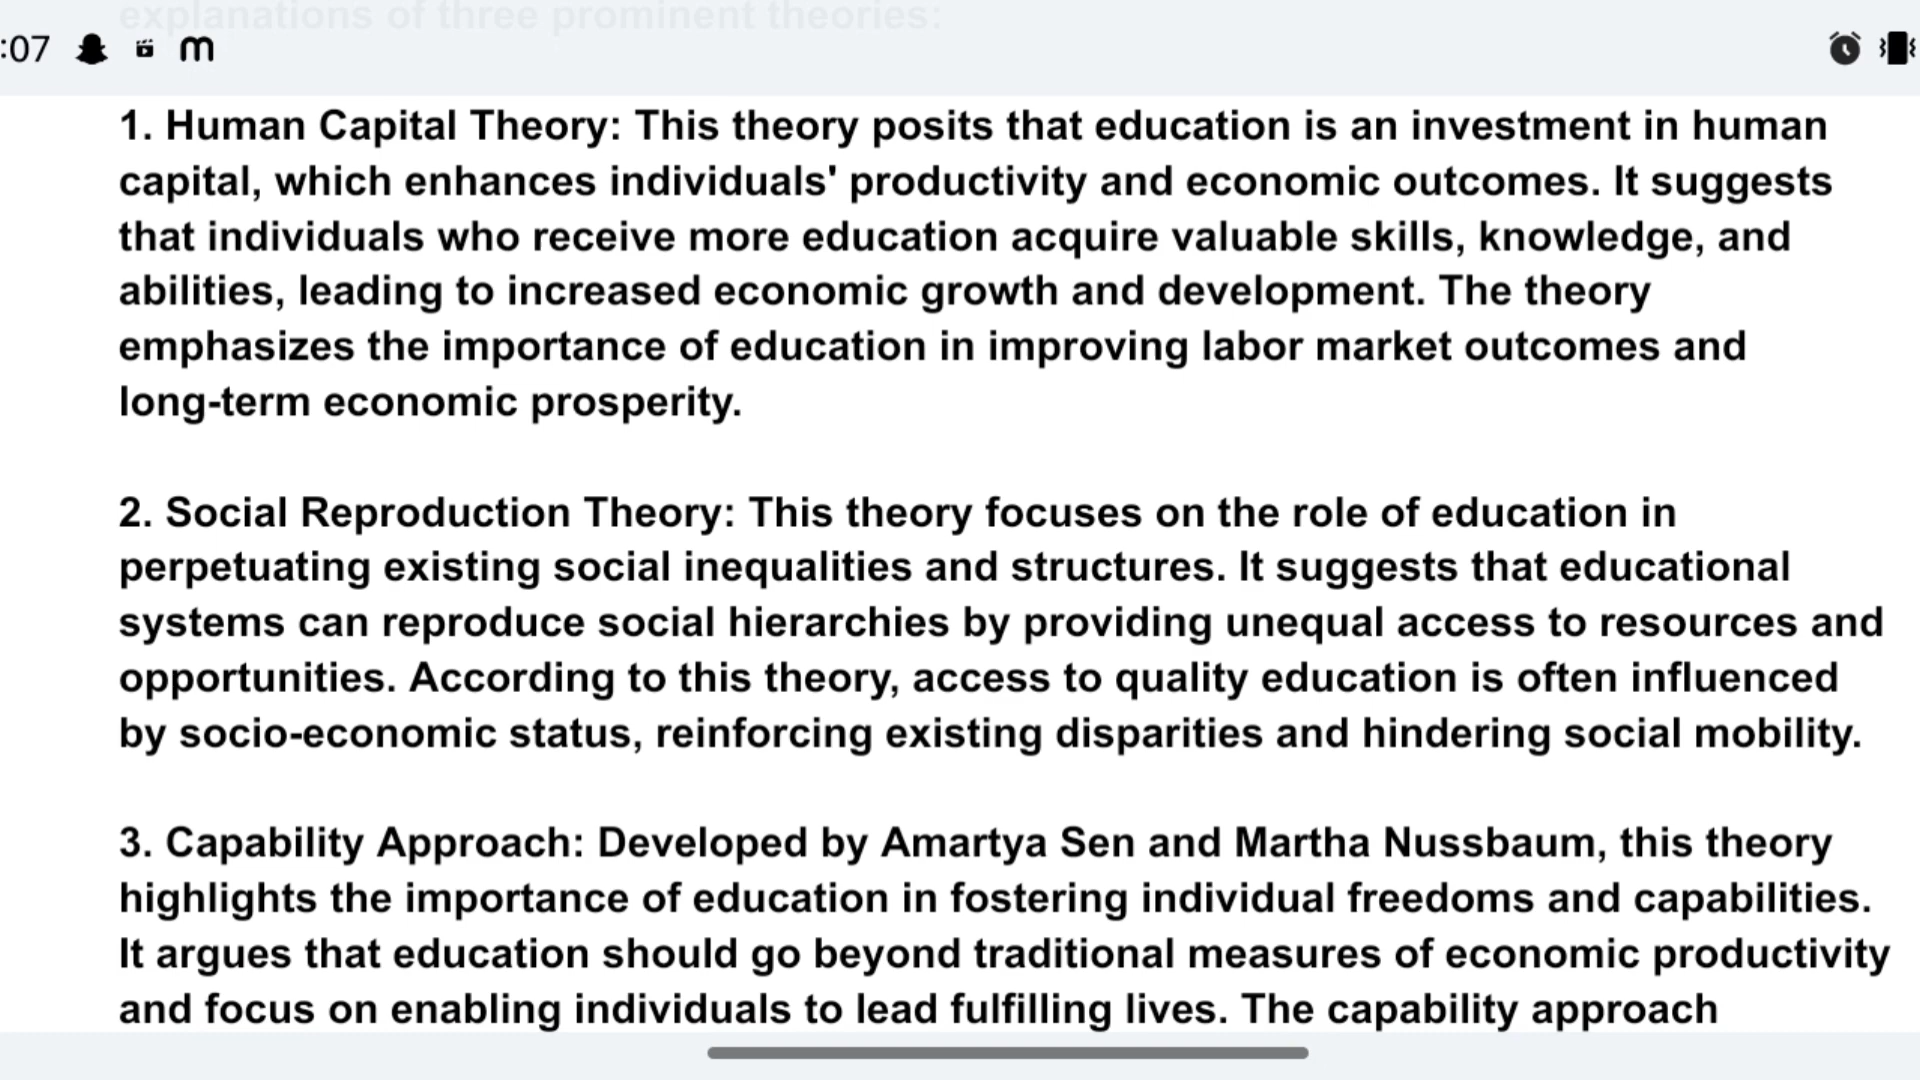 explanations of three prominent theories:
:07
m
1. Human Capital Theory: This theory posits that education is an investment in human
capital, which enhances individuals' productivity and economic outcomes. It suggests
that individuals who receive more education acquire valuable skills, knowledge, and
abilities, leading to increased economic growth and development. The theory
emphasizes the importance of education in improving labor market outcomes and
long-term economic prosperity.
2. Social Reproduction Theory: This theory focuses on the role of education in
perpetuating existing social inequalities and structures. It suggests that educational
systems can reproduce social hierarchies by providing unequal access to resources and
opportunities. According to this theory, access to quality education is often influenced
by socio-economic status, reinforcing existing disparities and hindering social mobility.
3. Capability Approach: Developed by Amartya Sen and Martha Nussbaum, this theory
highlights the importance of education in fostering individual freedoms and capabilities.
It argues that education should go beyond traditional measures of economic productivity
and focus on enabling individuals to lead fulfilling lives. The capability approach